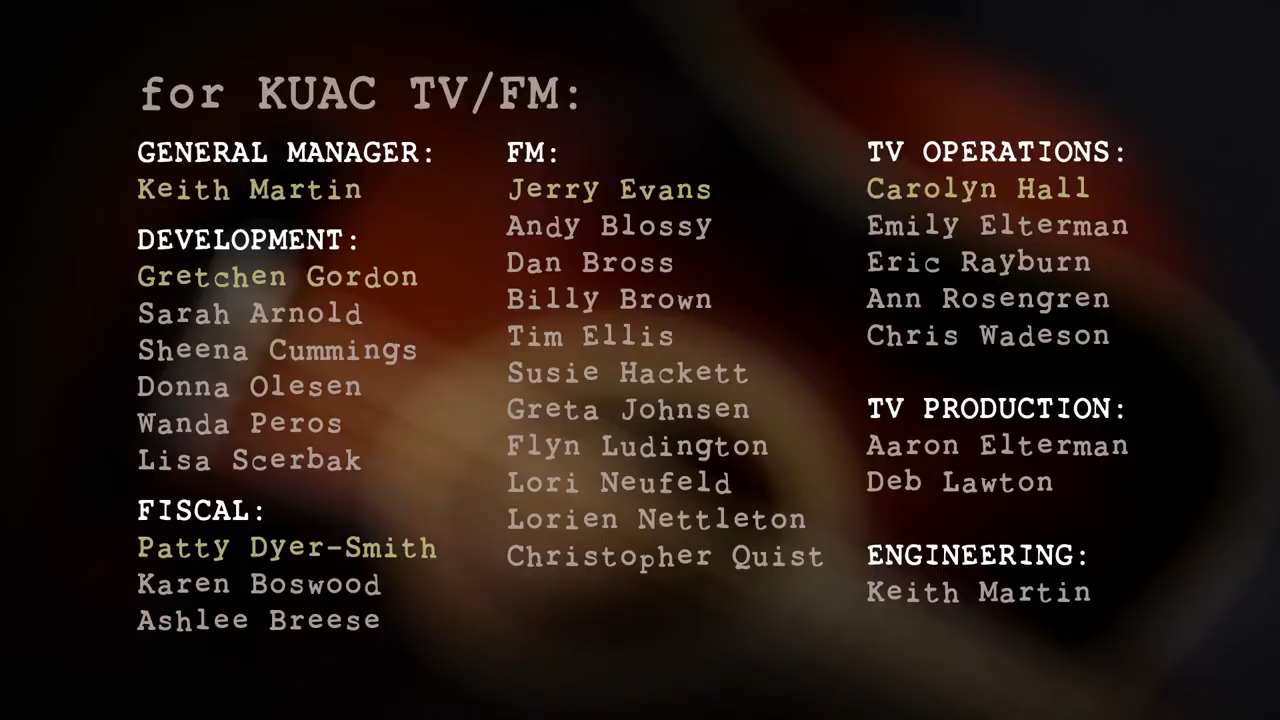 for KUAC TV/FM:
GENERAL MANAGER:
Keith Martin
DEVELOPMENT:
Gretchen Gordon
Sarah Arnold
Sheena Cummings
Donna Olesen
Wanda Peros
Lisa Scerbak
FISCAL:
Patty Dyer-Smith
Karen Boswood
Ashlee Breese
FM:
Jerry Evans
Andy Blossy
Dan Bross
Billy Brown
Tim Ellis
Susie Hackett
Greta Johnsen
Flyn Ludington
Lori Neufeld
Lorien Nettleton
Christopher Quist
TV OPERATIONS:
Carolyn Hall
Emily Elterman
Eric Rayburn
Ann Rosengren
Chris Wadeson
TV PRODUCTION:
Aaron Elterman
Deb Lawton
ENGINEERING:
Keith Martin